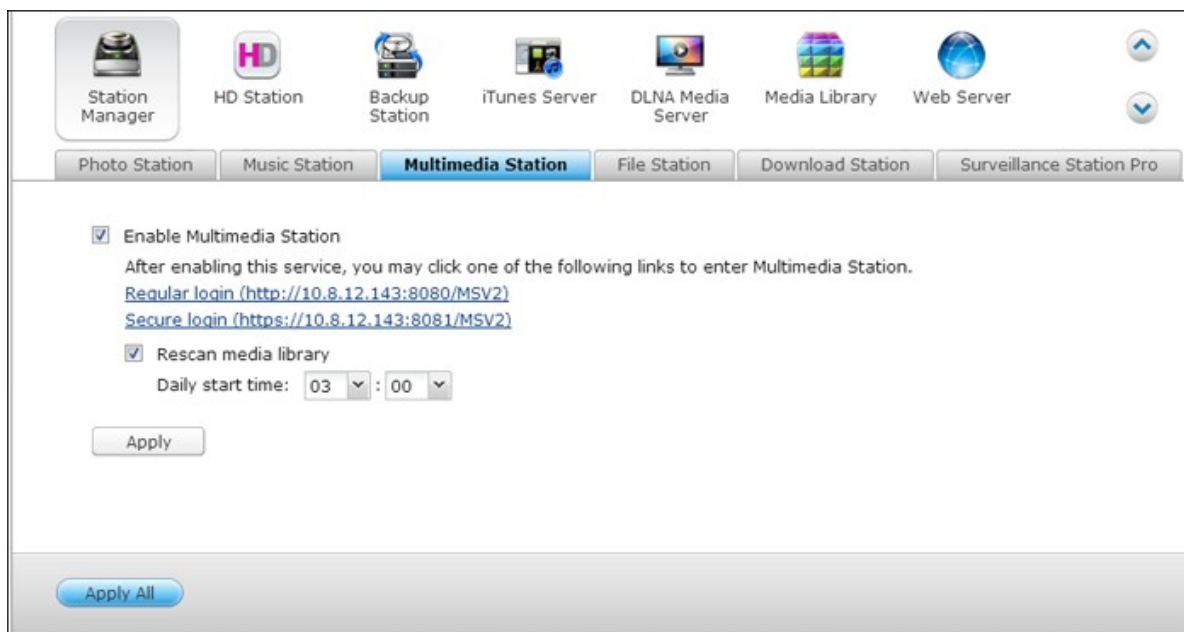 HD
Station Manager
HD Station
Backup Station
iTunes Server
DLNA Media Server
Media Library
Web Server
Photo Station
Music Station
Multimedia Station
File Station
Download Station
Surveillance Station Pro
Enable Multimedia Station
After enabling this service, you may click one of the following links to enter Multimedia Station.
Regular login (http://10.8.12.143:8080/MSV2)
Secure login (https://10.8.12.143:8081/MSV2)
Rescan media library
Daily start time: 03 : 00
Apply
Apply All